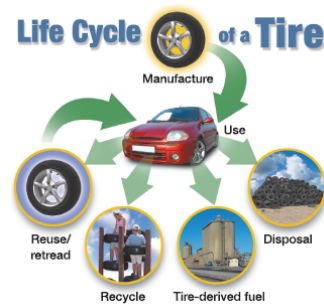 Life Cycle of a Tire
Manufacture
Use
Reuse/
retread
Recycle
Tire-derived fuel
Disposal